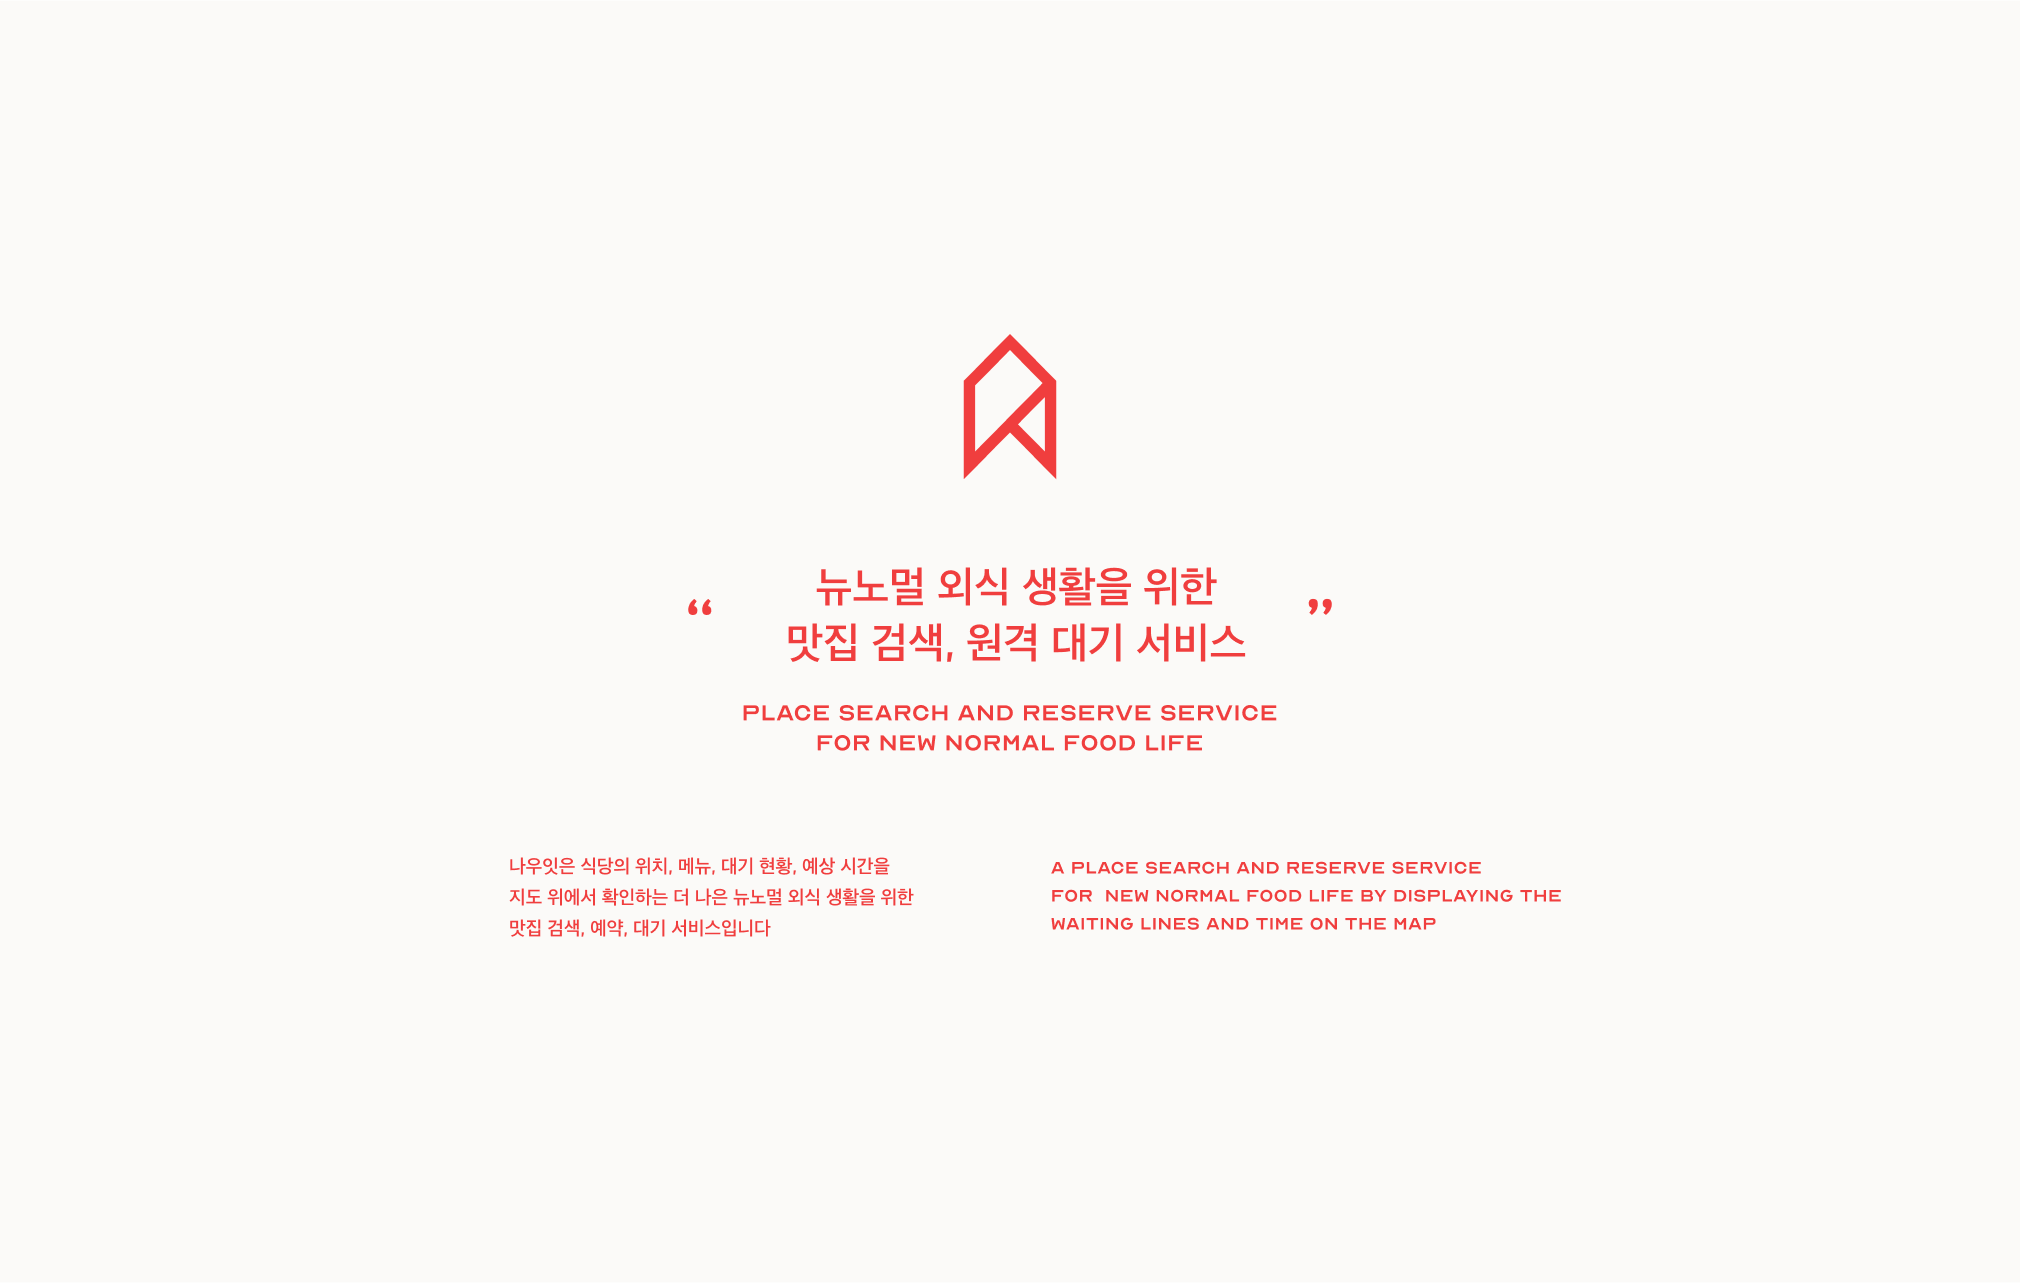 “ 뉴노멀 외식 생활을 위한
맛집 검색, 원격 대기 서비스 ”
PLACE SEARCH AND RESERVE SERVICE
FOR NEW NORMAL FOOD LIFE
나우잇은 식당의 위치, 메뉴, 대기 현황, 예상 시간을
지도 위에서 확인하는 더 나은 뉴노멀 외식 생활을 위한
맛집 검색, 예약, 대기 서비스입니다
A PLACE SEARCH AND RESERVE SERVICE
FOR NEW NORMAL FOOD LIFE BY DISPLAYING THE
WAITING LINES AND TIME ON THE MAP